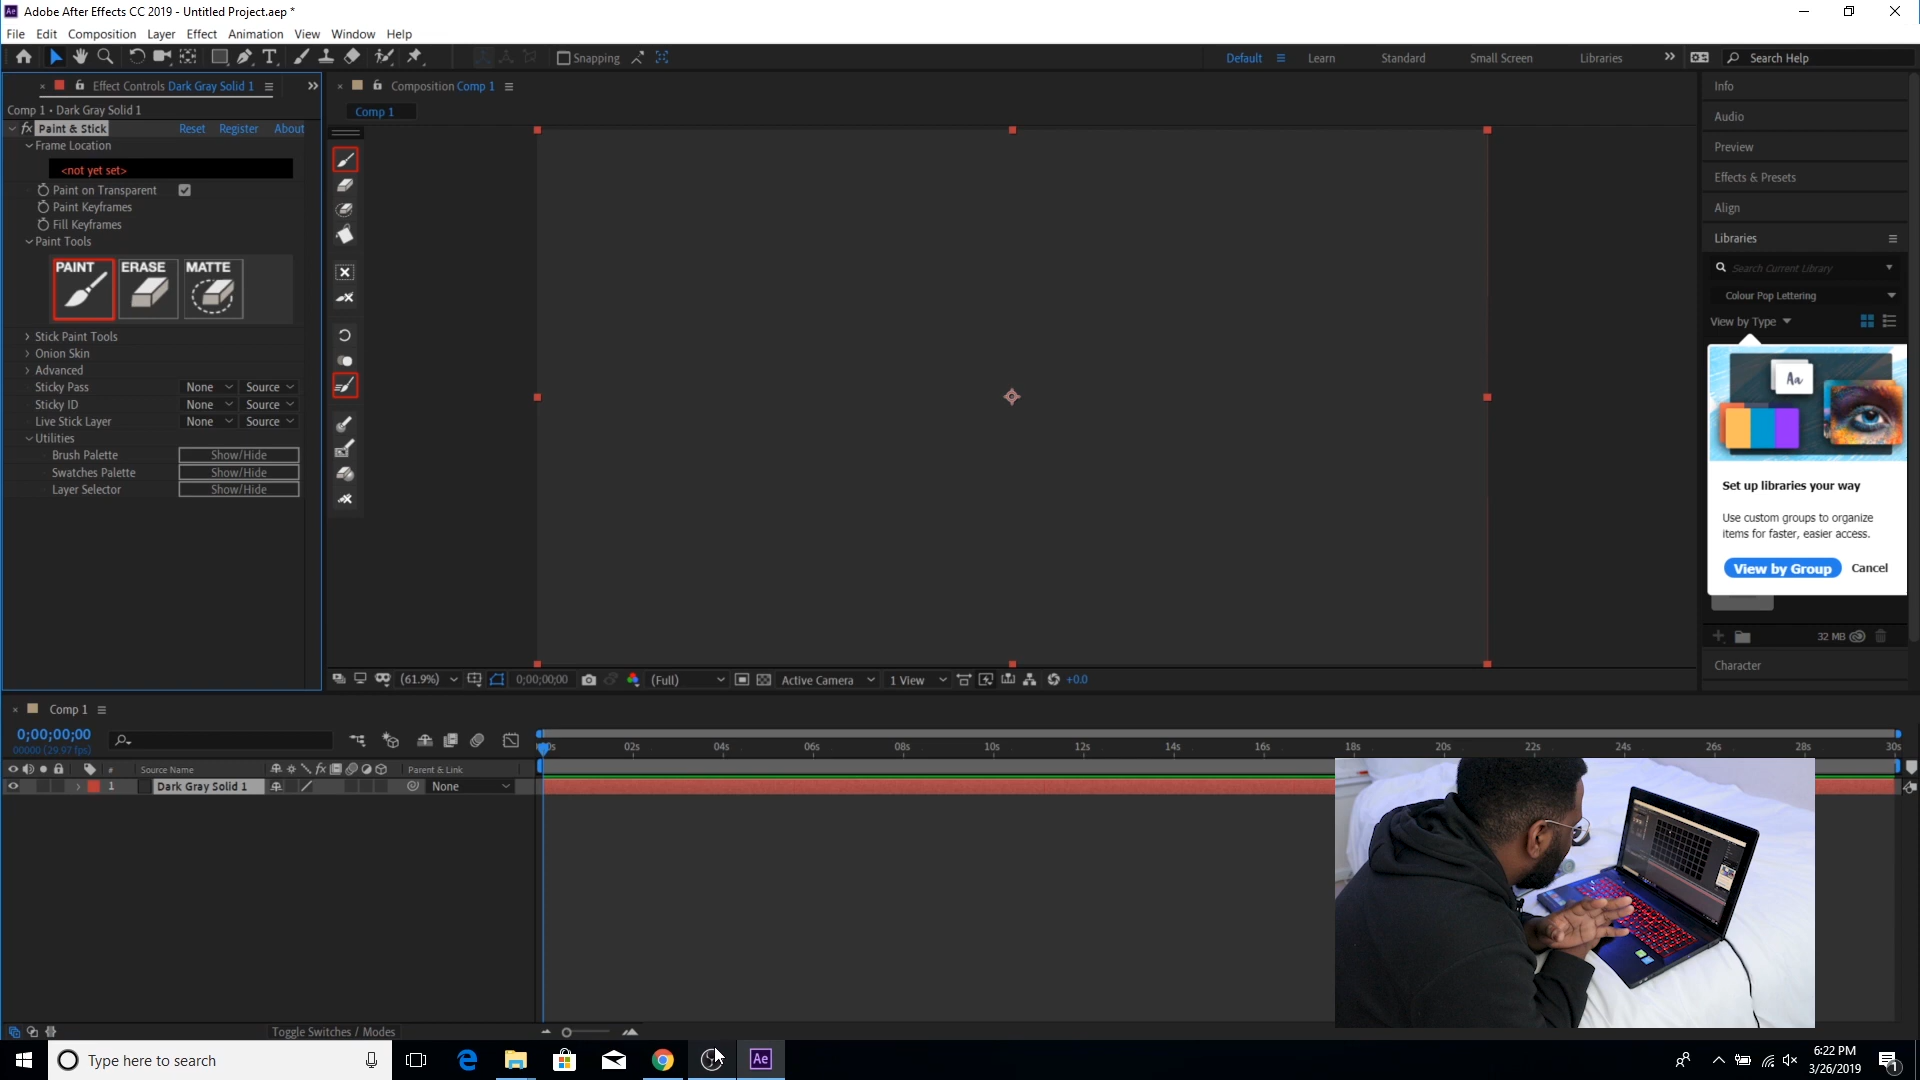 Adobe After Effects CC 2019 - Untitled Project.aep *
File Edit Composition Layer Effect Animation View Window Help
Snapping
Default Learn Standard Small Screen Libraries Search Help
Effect Controls Dark Gray Solid 1
Comp 1 • Dark Gray Solid 1
fx Paint & Stick Reset Register About
Frame Location
<not yet set>
Paint on Transparent
Paint Keyframes
Fill Keyframes
Paint Tools
PAINT ERASE MATTE
Stick Paint Tools
Onion Skin
Advanced
Sticky Pass None Source
Sticky ID None Source
Live Stick Layer None Source
Utilities
Brush Palette Show/Hide
Swatches Palette Show/Hide
Layer Selector Show/Hide
Composition Comp 1
Comp 1
(61.9%) 0;00;00;00 (Full) Active Camera 1 View +0.0
Info
Audio
Preview
Effects & Presets
Align
Libraries
Search Current Library
Colour Pop Lettering
View by Type
Aa
Set up libraries your way
Use custom groups to organize
items for faster, easier access.
View by Group Cancel
32 MB
Character
Comp 1
0;00;00;00
00000 (29.97 fps)
02s 04s 06s 08s 10s 12s 14s 16s 18s 20s 22s 24s 26s 28s 30s
# Source Name fx Parent & Link
1 Dark Gray Solid 1 None
Toggle Switches / Modes
Type here to search
Ae
6:22 PM
3/26/2019
1